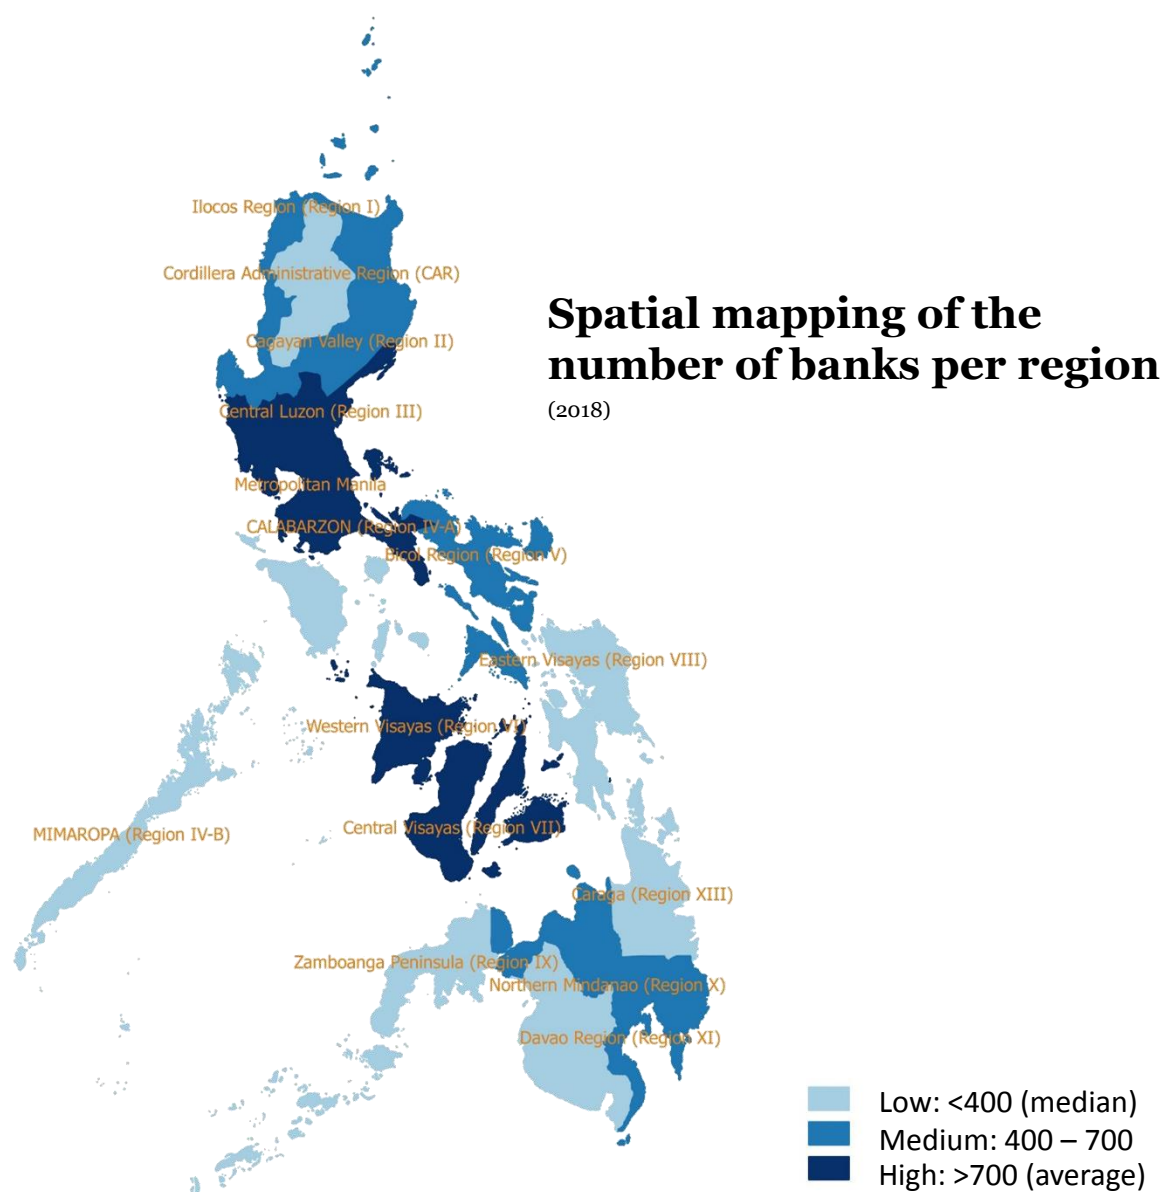 Ilocos Region (Region I)
Cordillera Administrative Region (CAR)
Spatial mapping of the
number of banks per region
(2018)
Cagayan Valley (Region II)
Central Luzon (Region III)
Metropolitan Manila
CALABARZON (Region IV-A)
Bicol Region (Region V)
Eastern Visayas (Region VIII)
Western Visayas (Region VI)
Central Visayas (Region VII)
MIMAROPA (Region IV-B)
Caraga (Region XIII)
Zamboanga Peninsula (Region IX)
Northern Mindanao (Region X)
Davao Region (Region XI)
Low: <400 (median)
Medium: 400 – 700
High: >700 (average)